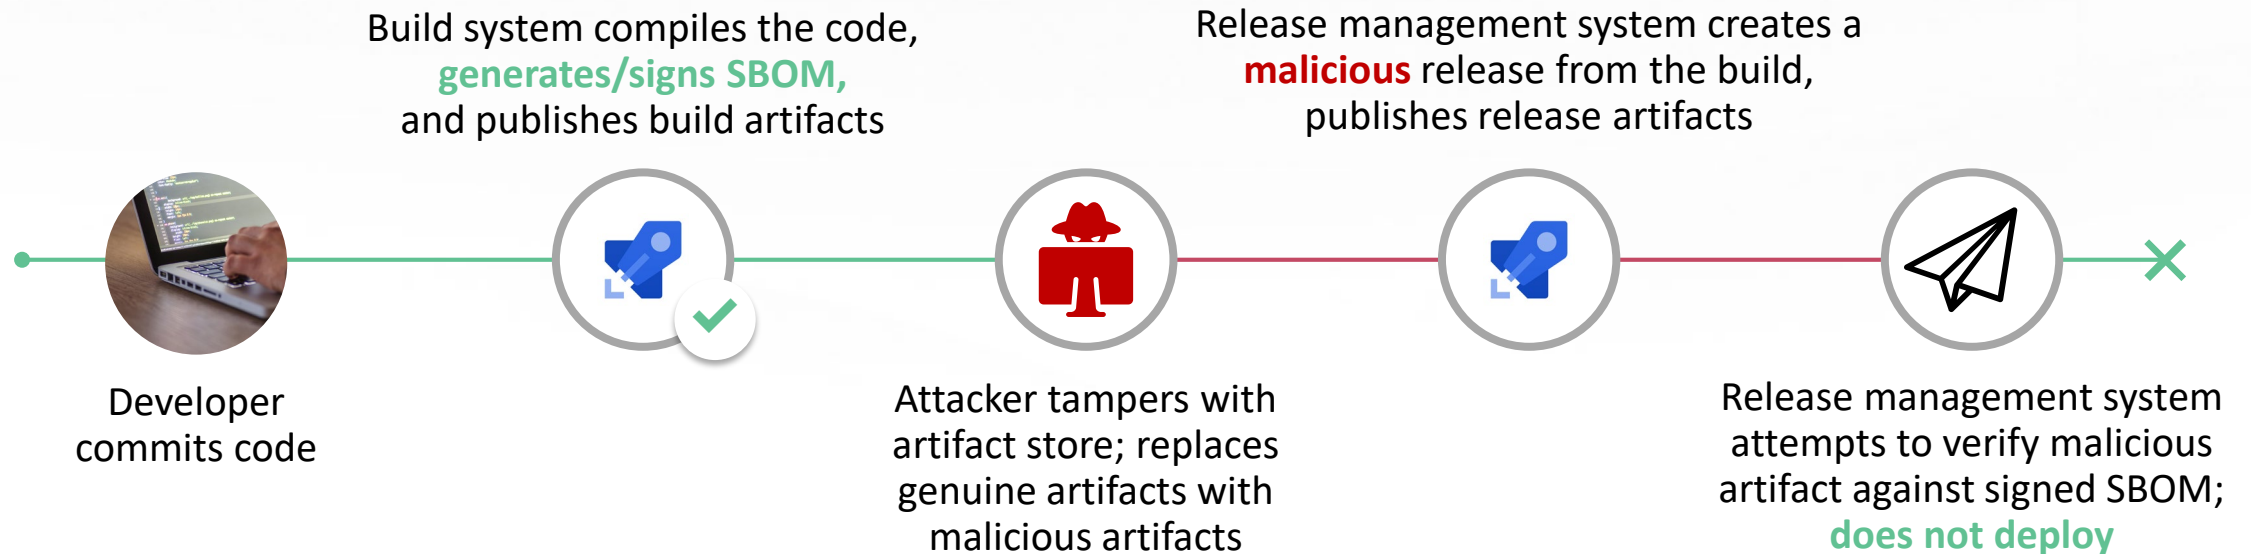 Build system compiles the code,
generates/signs SBOM,
and publishes build artifacts
Release management system creates a
malicious release from the build,
publishes release artifacts
Developer
commits code
Attacker tampers with
artifact store; replaces
genuine artifacts with
malicious artifacts
Release management system
attempts to verify malicious
artifact against signed SBOM;
does not deploy